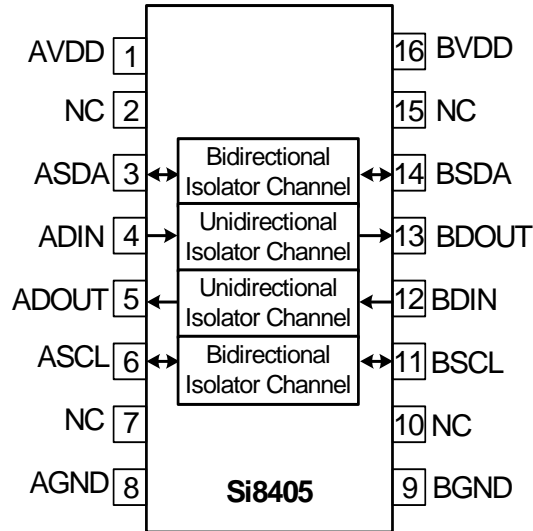 AVDD 1 16 BVDD
NC 2 15 NC
ASDA 3 Bidirectional Isolator Channel 14 BSDA
ADIN 4 Unidirectional Isolator Channel 13 BDOUT
ADOUT 5 Unidirectional Isolator Channel 12 BDIN
ASCL 6 Bidirectional Isolator Channel 11 BSCL
NC 7 10 NC
AGND 8 Si8405 9 BGND